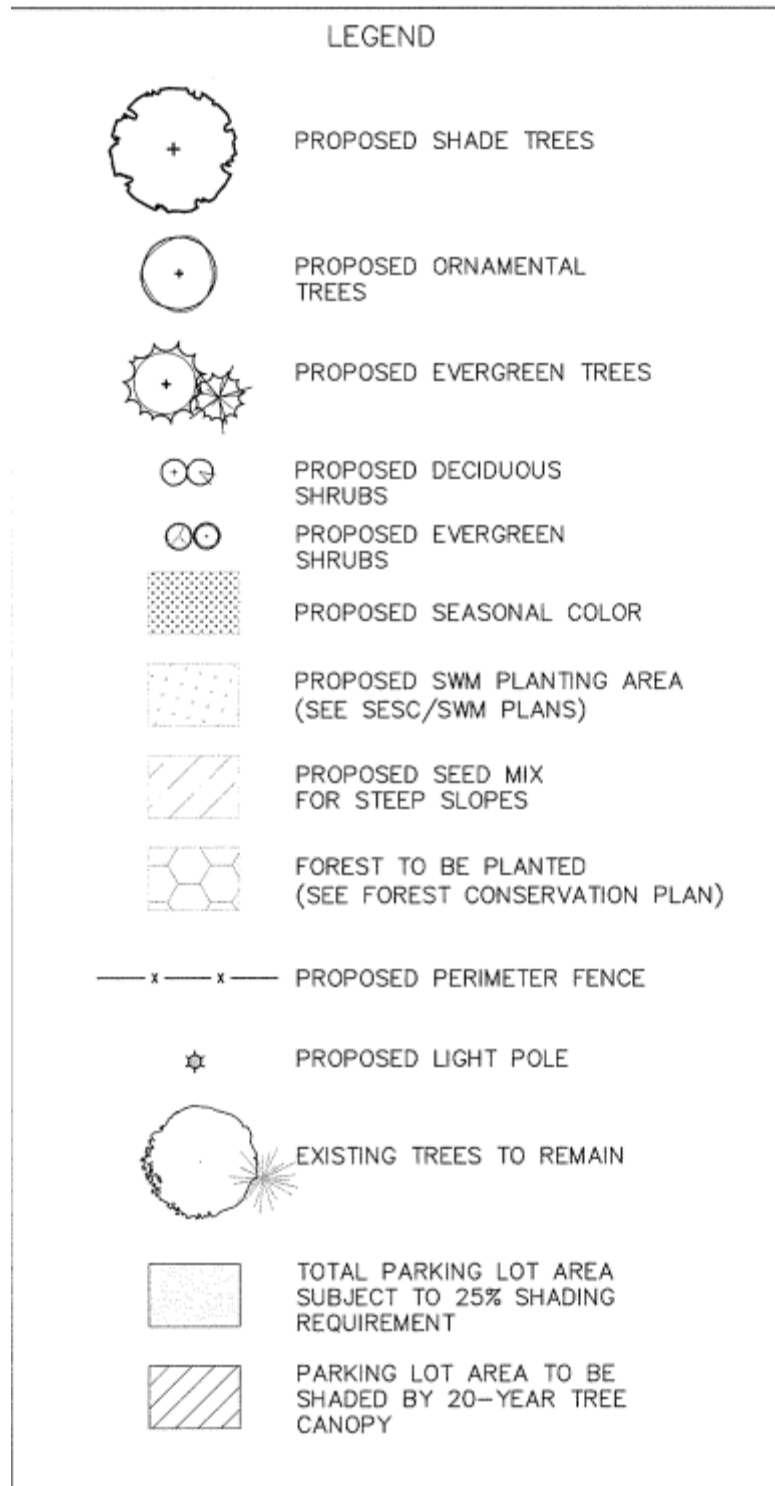 LEGEND
PROPOSED SHADE TREES
PROPOSED ORNAMENTAL
TREES
PROPOSED EVERGREEN TREES
PROPOSED DECIDUOUS
SHRUBS
PROPOSED EVERGREEN
SHRUBS
PROPOSED SEASONAL COLOR
PROPOSED SWM PLANTING AREA
(SEE SESC/SWM PLANS)
PROPOSED SEED MIX
FOR STEEP SLOPES
FOREST TO BE PLANTED
(SEE FOREST CONSERVATION PLAN)
x x PROPOSED PERIMETER FENCE
PROPOSED LIGHT POLE
EXISTING TREES TO REMAIN
TOTAL PARKING LOT AREA
SUBJECT TO 25% SHADING
REQUIREMENT
PARKING LOT AREA TO BE
SHADED BY 20-YEAR TREE
CANOPY